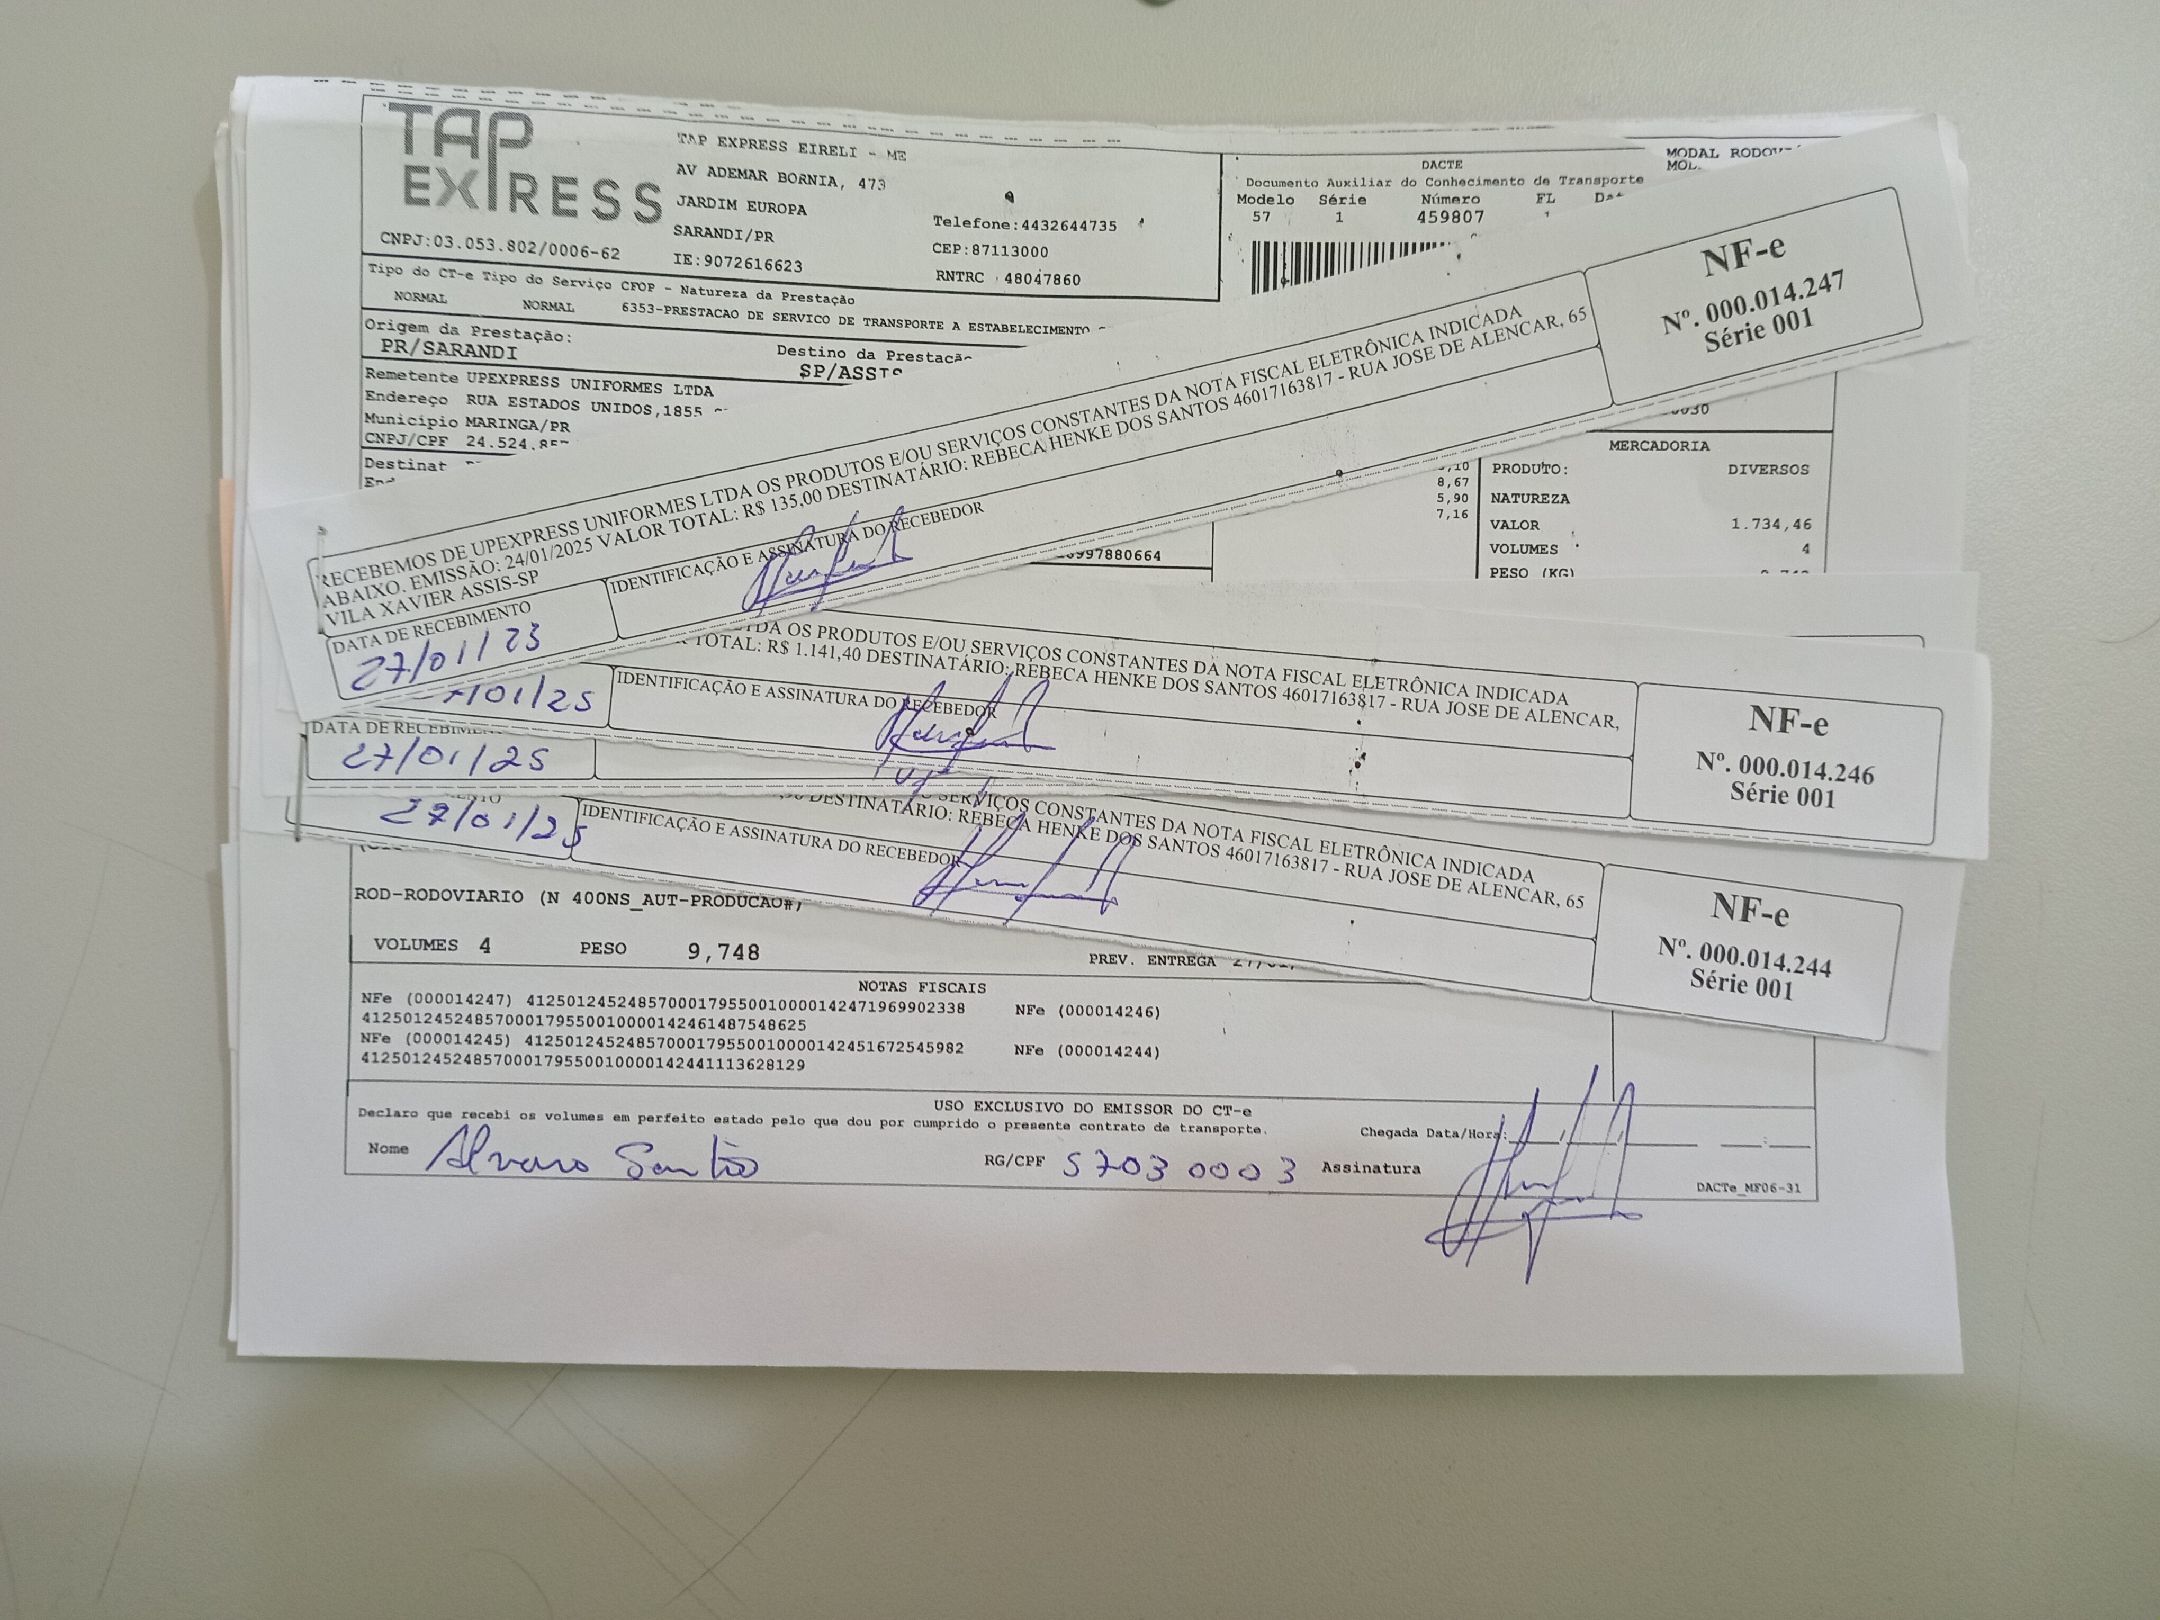 TAP
EXPRESS
CNPJ:03.053.802/0006-62
TAP EXPRESS EIRELI - ME
AV ADEMAR BORNIA, 473
JARDIM EUROPA
SARANDI/PR
IE:9072616623
Telefone:4432644735
CEP:87113000
RNTRC 48047860
DACTE
Documento Auxiliar do Conhecimento de Transporte
Modelo Série Número FL
57 1 459807 1
MODAL
Tipo do CT-e Tipo do Serviço CFOP - Natureza da Prestação
NORMAL NORMAL 6353-PRESTACAO DE SERVICO DE TRANSPORTE A ESTABELECIMENTO
Origem da Prestação:
PR/SARANDI
Destino da
Remetente UPEXPRESS UNIFORMES LTDA
Endereço RUA ESTADOS UNIDOS,1855
Municipio MARINGA/PR
CNPJ/CPF 24.524.
Destinat
RECEBEMOS DE UPEXPRESS UNIFORMES LTDA OS PRODUTOS E/OU SERVIÇOS CONSTANTES DA NOTA FISCAL ELETRÔNICA INDICADA
ABAIXO. EMISSÃO: 24/01/2025 VALOR TOTAL: R$ 135,00 DESTINATÁRIO: REBECA HENKE DOS SANTOS 46017163817 - RUA JOSE DE ALENCAR, 65
VILA XAVIER ASSIS-SP
DATA DE RECEBIMENTO
27/01/23
IDENTIFICAÇÃO E ASSINATURA DO RECEBEDOR
NF-e
Nº. 000.014.247
Série 001
MERCADORIA
PRODUTO: DIVERSOS
NATUREZA
VALOR 1.734,46
VOLUMES 4
PESO (KG)
8,67
5,90
7,16
997880664
LTDA OS PRODUTOS E/OU SERVIÇOS CONSTANTES DA NOTA FISCAL ELETRÔNICA INDICADA
TOTAL: R$ 1.141,40 DESTINATÁRIO: REBECA HENKE DOS SANTOS 46017163817 - RUA JOSE DE ALENCAR,
/01/25
IDENTIFICAÇÃO E ASSINATURA DO RECEBEDOR
NF-e
Nº. 000.014.246
Série 001
DATA DE
27/01/25
SERVIÇOS CONSTANTES DA NOTA FISCAL ELETRÔNICA INDICADA
DESTINATÁRIO: REBECA HENKE DOS SANTOS 46017163817 - RUA JOSE DE ALENCAR, 65
27/01/25
IDENTIFICAÇÃO E ASSINATURA DO RECEBEDOR
NF-e
Nº. 000.014.244
Série 001
ROD-RODOVIARIO (N 400NS_AUT-PRODUCAO#)
VOLUMES 4 PESO 9,748 PREV. ENTREGA
NOTAS FISCAIS
NFe (000014247) 41250124524857000179550010000142471969902338 NFe (000014246)
41250124524857000179550010000142461487548625
NFe (000014245) 41250124524857000179550010000142451672545982 NFe (000014244)
41250124524857000179550010000142441113628129
USO EXCLUSIVO DO EMISSOR DO CT-e
Declaro que recebi os volumes em perfeito estado pelo que dou por cumprido o presente contrato de transporte.
Chegada Data/Hora:
Nome Alvaro RG/CPF 57030003 Assinatura
DACTe_MF06-31